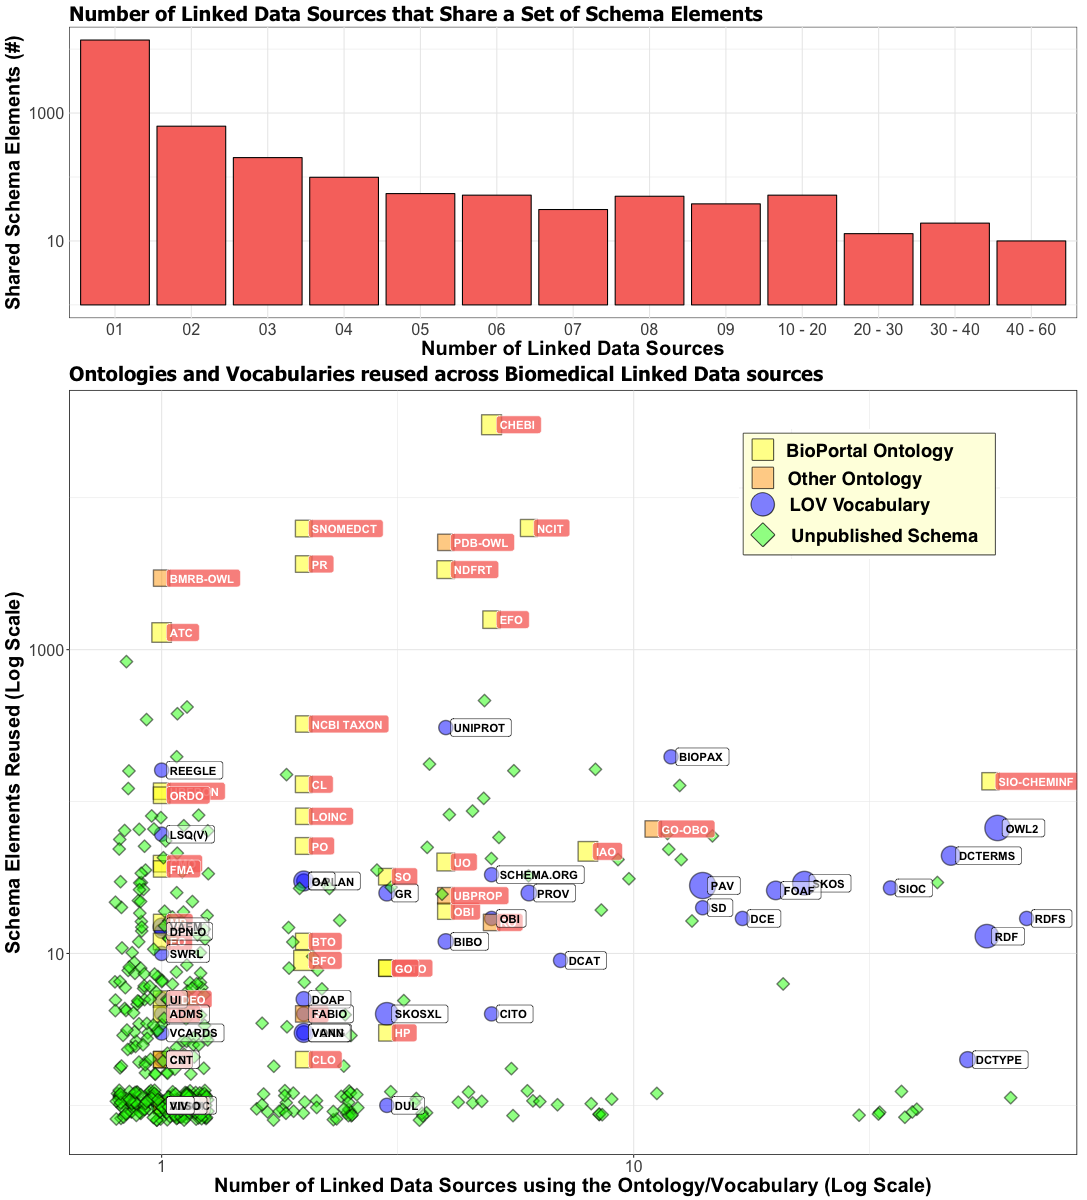 Number of Linked Data Sources that Share a Set of Schema Elements
Shared Schema Elements (#)
1000
10
01 02 03 04 05 06 07 08 09 10 - 20 20 - 30 30 - 40 40 - 60
Number of Linked Data Sources
Ontologies and Vocabularies reused across Biomedical Linked Data sources
Schema Elements Reused (Log Scale)
1000
10
BioPortal Ontology
Other Ontology
LOV Vocabulary
Unpublished Schema
CHEBI
SNOMEDCT
NCIT
PDB-OWL
PR
NDFRT
BMRB-OWL
EFO
ATC
NCBI TAXON
UNIPROT
BIOPAX
REEGLE
SIO-CHEMINF
CL
ORDO
LOINC
GO-OBO
OWL2
LSQ(V)
PO
IAO
DCTERMS
UO
FMA
SO
SCHEMA.ORG
OA
PLAN
PAV
SKOS
FOAF
SIOC
GR
PROV
UBPROP
OBI
SD
DCE
RDFS
OBI
DPN-O
BTO
BIBO
RDF
SWRL
BFO
DCAT
GO
UI
DOAP
ADMS
FABIO
SKOSXL
CITO
VCARDS
VANN
HP
CNT
CLO
DCTYPE
DUL
1
10
Number of Linked Data Sources using the Ontology/Vocabulary (Log Scale)